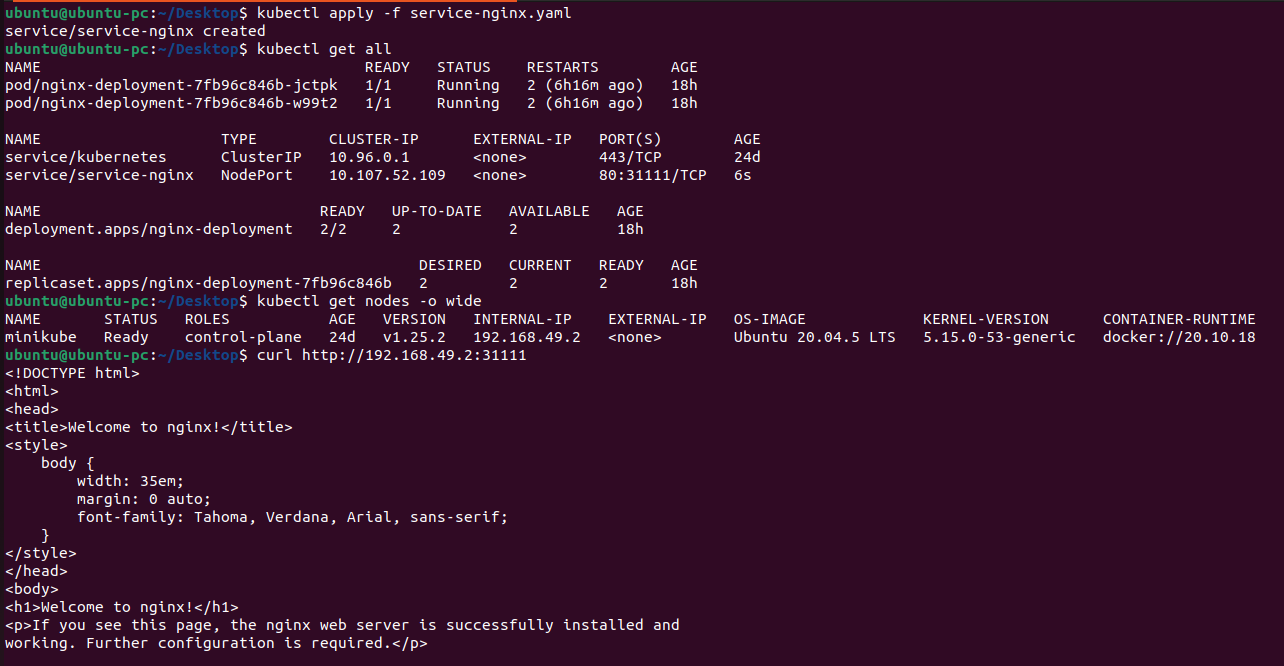 ubuntu@ubuntu-pc:~/Desktop$ kubectl apply -f service-nginx.yaml
service/service-nginx created
ubuntu@ubuntu-pc:~/Desktop$ kubectl get all
NAME                                    READY   STATUS    RESTARTS        AGE
pod/nginx-deployment-7fb96c846b-jctpk   1/1     Running   2 (6h16m ago)   18h
pod/nginx-deployment-7fb96c846b-w99t2   1/1     Running   2 (6h16m ago)   18h

NAME                    TYPE        CLUSTER-IP      EXTERNAL-IP   PORT(S)        AGE
service/kubernetes      ClusterIP   10.96.0.1       <none>        443/TCP        24d
service/service-nginx   NodePort    10.107.52.109   <none>        80:31111/TCP   6s

NAME                               READY   UP-TO-DATE   AVAILABLE   AGE
deployment.apps/nginx-deployment   2/2     2            2           18h

NAME                                          DESIRED   CURRENT   READY   AGE
replicaset.apps/nginx-deployment-7fb96c846b   2         2         2       18h
ubuntu@ubuntu-pc:~/Desktop$ kubectl get nodes -o wide
NAME       STATUS   ROLES           AGE   VERSION   INTERNAL-IP    EXTERNAL-IP   OS-IMAGE             KERNEL-VERSION      CONTAINER-RUNTIME
minikube   Ready    control-plane   24d   v1.25.2   192.168.49.2   <none>        Ubuntu 20.04.5 LTS   5.15.0-53-generic   docker://20.10.18
ubuntu@ubuntu-pc:~/Desktop$ curl http://192.168.49.2:31111
<!DOCTYPE html>
<html>
<head>
<title>Welcome to nginx!</title>
<style>
    body {
        width: 35em;
        margin: 0 auto;
        font-family: Tahoma, Verdana, Arial, sans-serif;
    }
</style>
</head>
<body>
<h1>Welcome to nginx!</h1>
<p>If you see this page, the nginx web server is successfully installed and
working. Further configuration is required.</p>